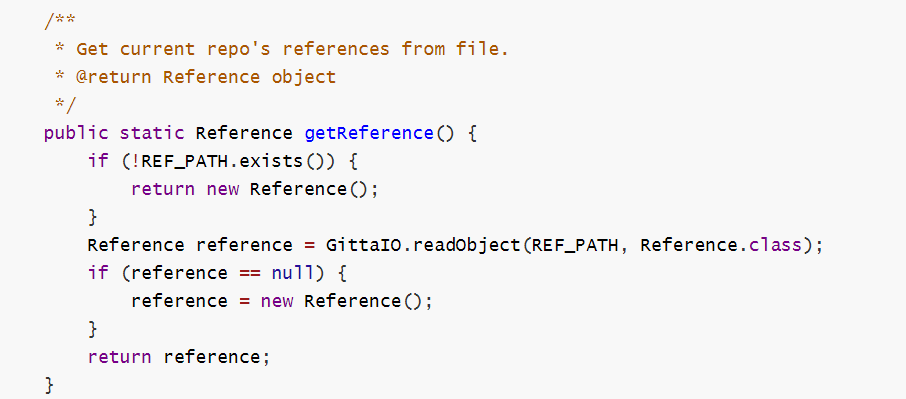 /**
 * Get current repo's references from file.
 * @return Reference object
 */
public static Reference getReference() {
    if (!REF_PATH.exists()) {
        return new Reference();
    }
    Reference reference = GittaIO.readObject(REF_PATH, Reference.class);
    if (reference == null) {
        reference = new Reference();
    }
    return reference;
}